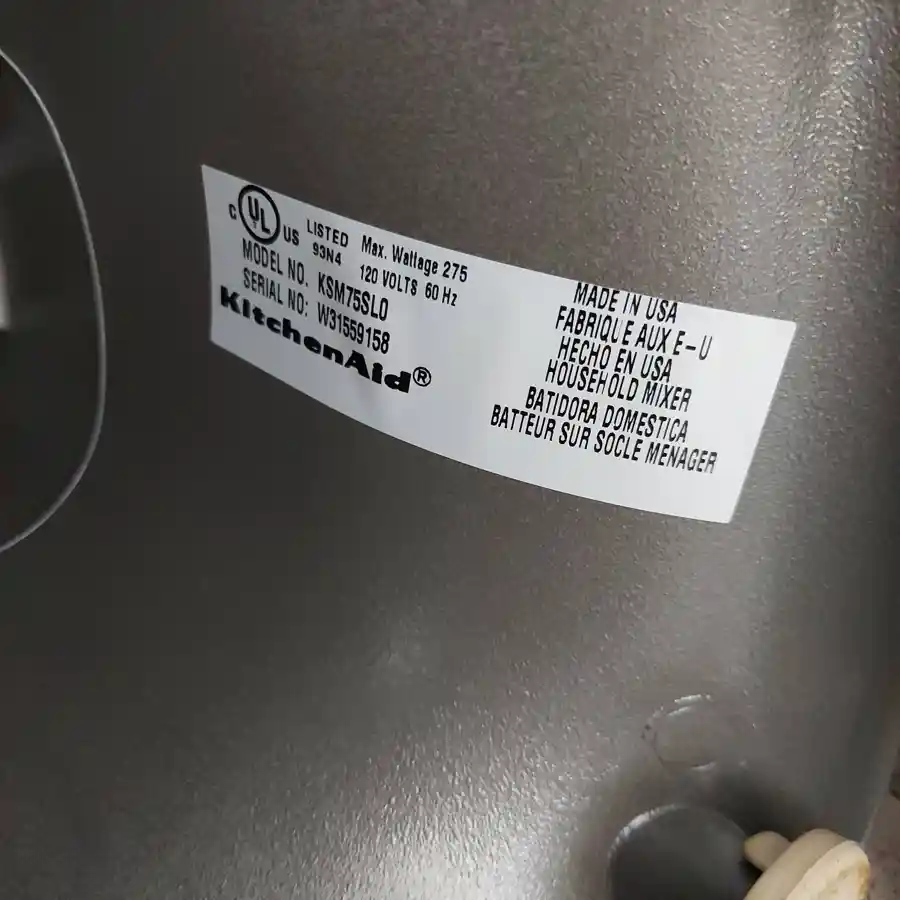 C UL US LISTED 93N4 Max. Wattage 275
120 VOLTS 60 Hz
MODEL NO. KSM75SL0
SERIAL NO: W31559158
KitchenAid®
MADE IN USA
FABRIQUE AUX E-U
HECHO EN USA
HOUSEHOLD MIXER
BATIDORA DOMESTICA
BATTEUR SUR SOCLE MENAGER